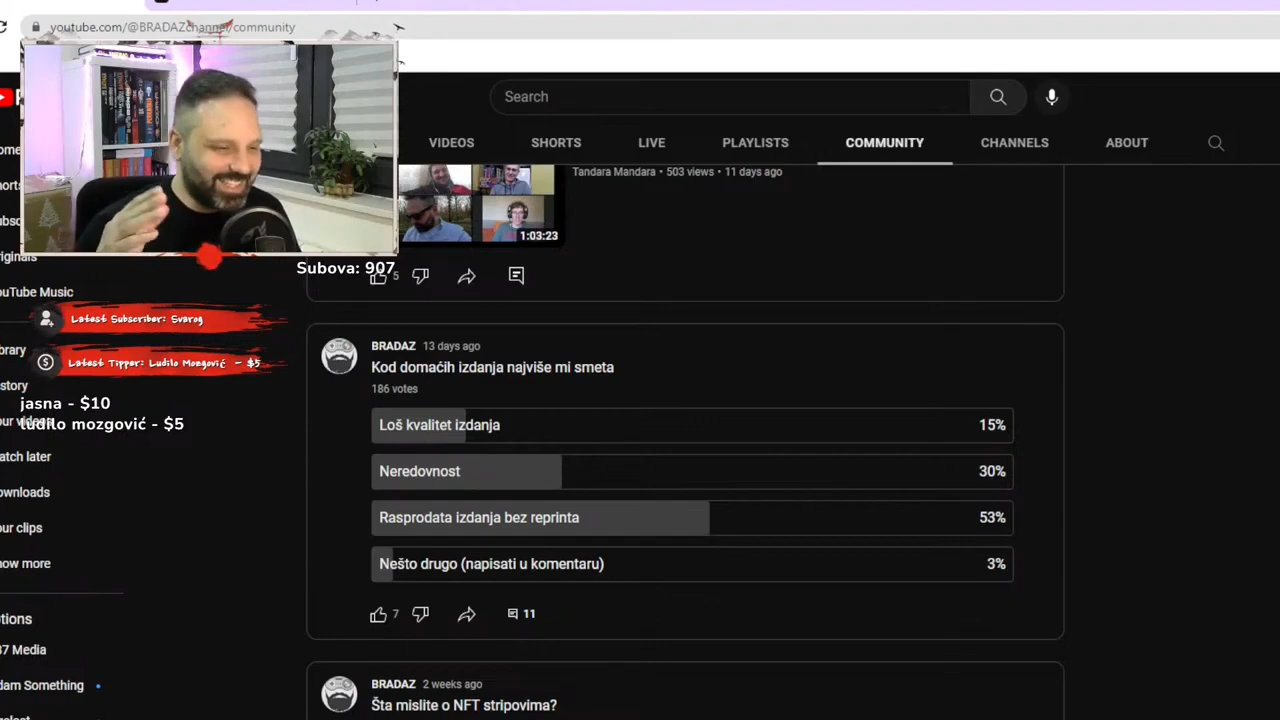 youtube.com/@BRADAZchannel/community
Search
VIDEOS SHORTS LIVE PLAYLISTS COMMUNITY CHANNELS ABOUT
Tandara Mandara • 503 views • 11 days ago
1:03:23
Subova: 907
5
Latest Subscriber: Svarog
Latest Tipper: Ludilo Mozgović - $5
jasna - $10
ludilo mozgović - $5
ouTube Music
story
atch later
ownloads
our clips
how more
37 Media
dam Something
BRADAZ 13 days ago
Kod domaćih izdanja najviše mi smeta
186 votes
Loš kvalitet izdanja 15%
Neredovnost 30%
Rasprodata izdanja bez reprinta 53%
Nešto drugo (napisati u komentaru) 3%
7 11
BRADAZ 2 weeks ago
Šta mislite o NFT stripovima?